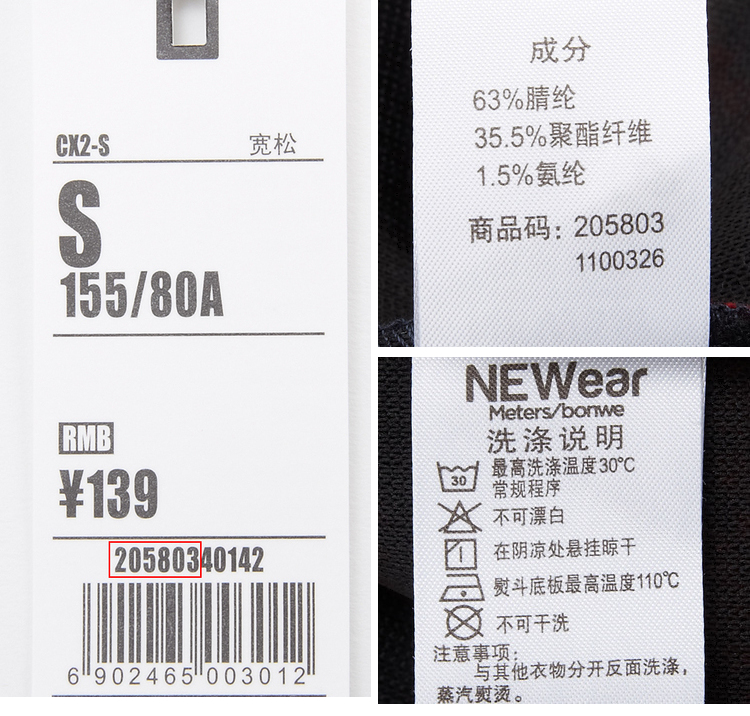 CX2-S 宽松
S
155/80A
RMB
¥139
20580340142
6 902465 003012
成分
63%腈纶
35.5%聚酯纤维
1.5%氨纶
商品码: 205803
1100326
NEWear
Meters/bonwe
洗涤说明
30
最高洗涤温度30℃
常规程序
不可漂白
在阴凉处悬挂晾干
熨斗底板最高温度110℃
不可干洗
注意事项:
与其他衣物分开反面洗涤，
蒸汽熨烫。